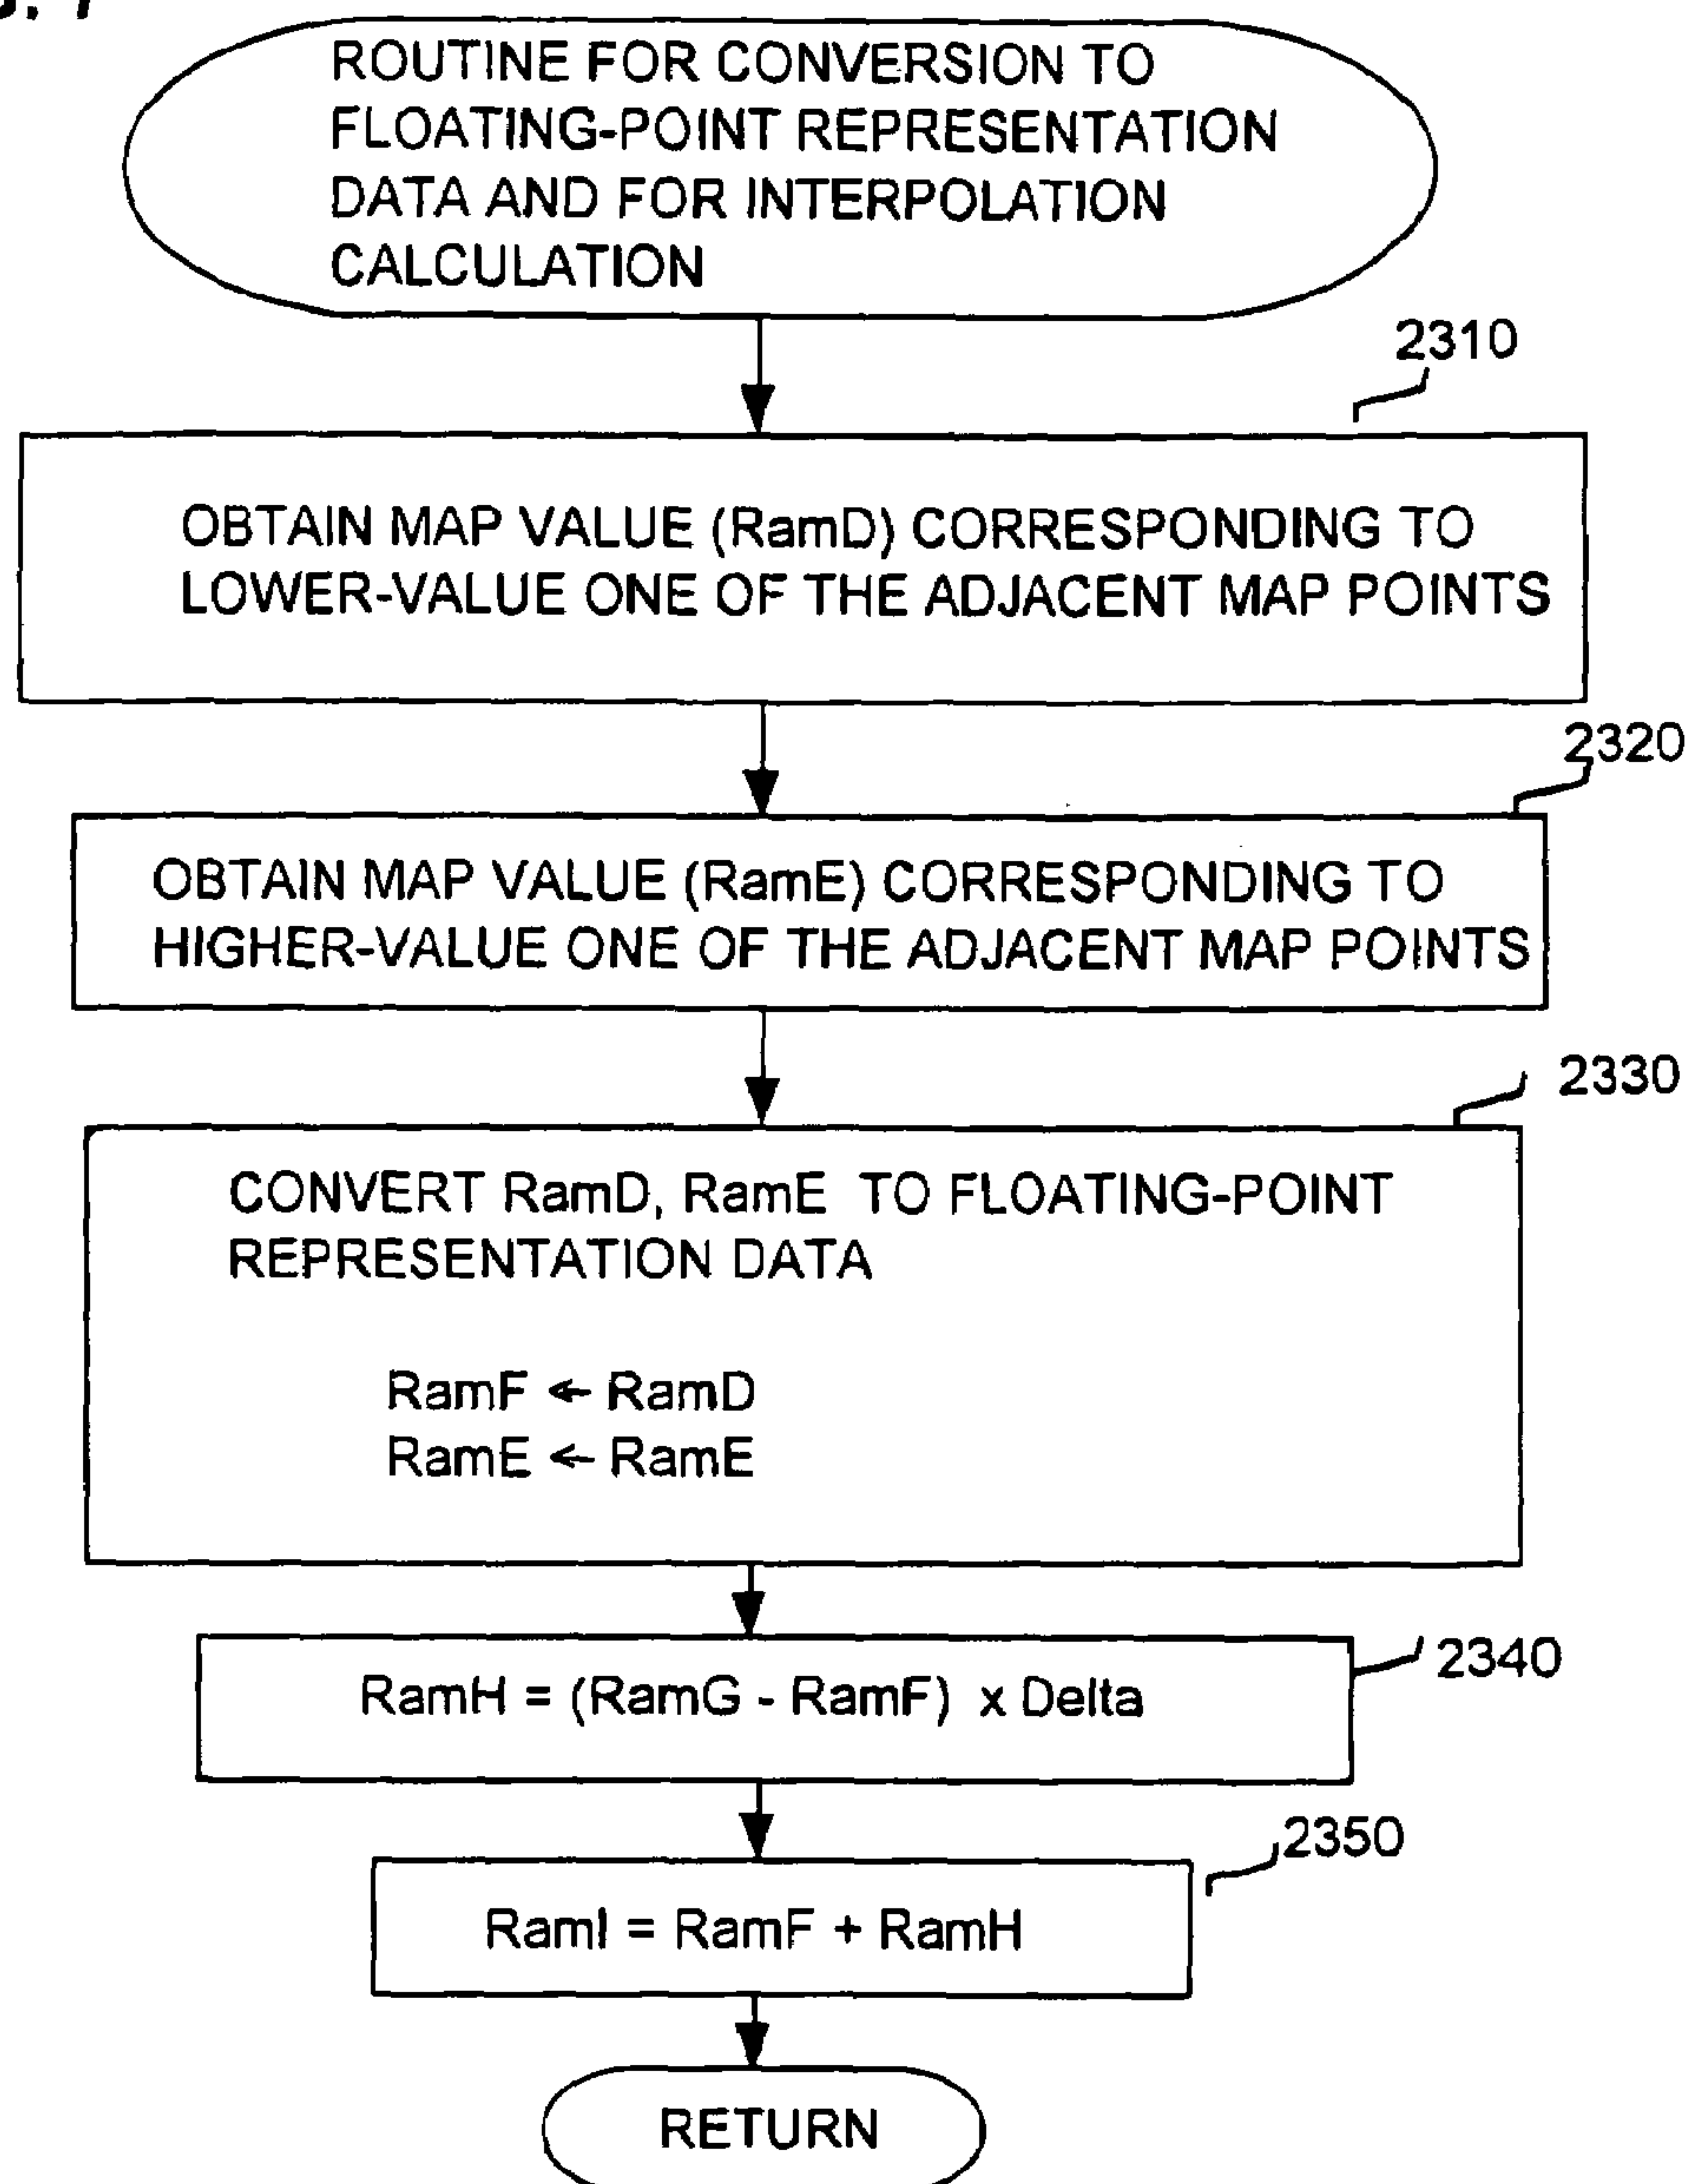 ROUTINE FOR CONVERSION TO
FLOATING-POINT REPRESENTATION
DATA AND FOR INTERPOLATION
CALCULATION
2310
OBTAIN MAP VALUE (RamD) CORRESPONDING TO
LOWER-VALUE ONE OF THE ADJACENT MAP POINTS
2320
OBTAIN MAP VALUE (RamE) CORRESPONDING TO
HIGHER-VALUE ONE OF THE ADJACENT MAP POINTS
2330
CONVERT RamD, RamE TO FLOATING-POINT
REPRESENTATION DATA
RamF ← RamD
RamE ← RamE
2340
RamH = (RamG - RamF) x Delta
2350
RamI = RamF + RamH
RETURN